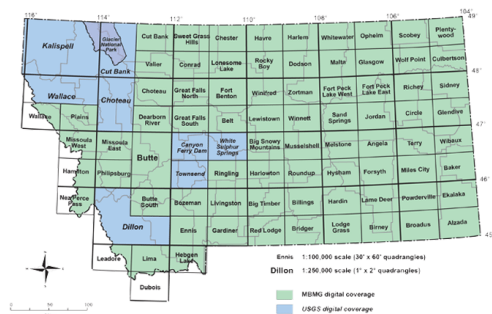 116° 114° 112° 110° 108° 106° 104° 49°
Kalispell Glacier National Park Cut Bank Sweet Grass Hills Chester Havre Harlem Whitewater Opheim Scobey Plenty-wood
Cut Bank Valier Conrad Lonesome Lake Rocky Boy Dodson Malta Glasgow Wolf Point Culbertson
48°
Wallace Choteau Choteau Great Falls North Fort Benton Winifred Zortman Fort Peck Lake West Fort Peck Lake East Richey Sidney
Wallace Plains Dearborn River Great Falls South Belt Lewistown Winnett Sand Springs Jordan Circle Glendive
47°
Missoula West Missoula East Butte Canyon Ferry Dam White Sulphur Springs Big Snowy Mountains Musselshell Melstone Angela Terry Wibaux
Hamilton Philipsburg Townsend Ringling Harlowton Roundup Hysham Forsyth Miles City Baker
46°
Nez Perce Pass Dillon Butte South Bozeman Livingston Big Timber Billings Hardin Lame Deer Powderville Ekalaka
Ennis Gardiner Red Lodge Bridger Lodge Grass Birney Broadus Alzada
45°
Leadore Lima Hebgen Lake
Dubois
Ennis 1:100,000 scale (30' x 60' quadrangles)
Dillon 1:250,000 scale (1° x 2° quadrangles)
MBMG digital coverage
USGS digital coverage
0 50 100